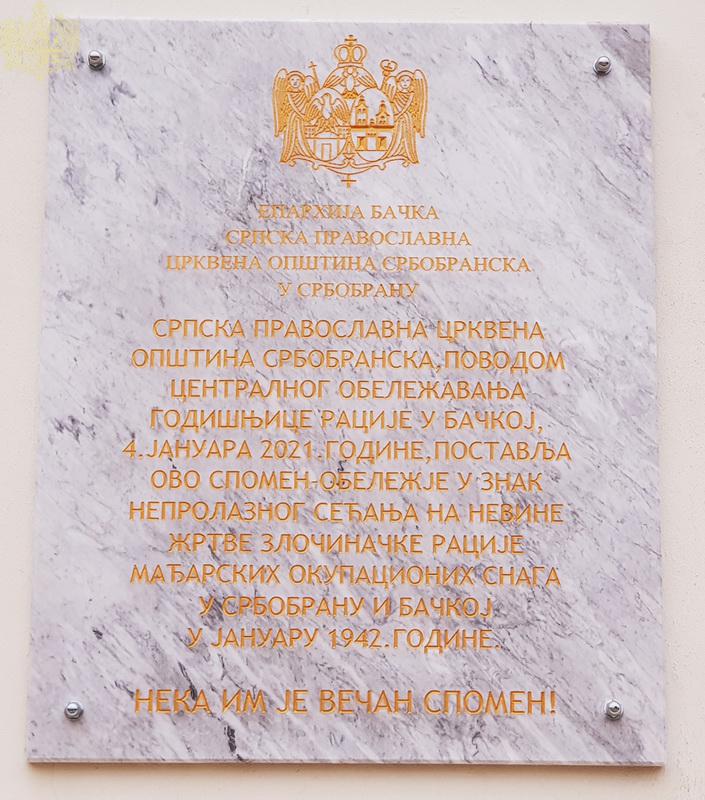 ЕПАРХИЈА БАЧКА
СРПСКА ПРАВОСЛАВНА
ЦРКВЕНА ОПШТИНА СРБОБРАНСКА
У СРБОБРАНУ
СРПСКА ПРАВОСЛАВНА ЦРКВЕНА
ОПШТИНА СРБОБРАНСКА,ПОВОДОМ
ЦЕНТРАЛНОГ ОБЕЛЕЖАВАЊА
ГОДИШЊИЦЕ РАЦИЈЕ У БАЧКОЈ,
4.ЈАНУАРА 2021.ГОДИНЕ,ПОСТАВЉА
ОВО СПОМЕН-ОБЕЛЕЖЈЕ У ЗНАК
НЕПРОЛАЗНОГ СЕЋАЊА НА НЕВИНЕ
ЖРТВЕ ЗЛОЧИНАЧКЕ РАЦИЈЕ
МАЂАРСКИХ ОКУПАЦИОНИХ СНАГА
У СРБОБРАНУ И БАЧКОЈ
У ЈАНУАРУ 1942.ГОДИНЕ.
НЕКА ИМ ЈЕ ВЕЧАН СПОМЕН!